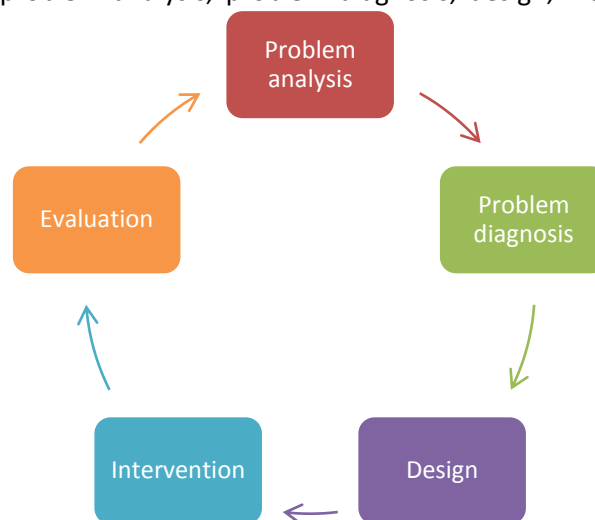 Problem
analysis
Problem
diagnosis
Design
Intervention
Evaluation